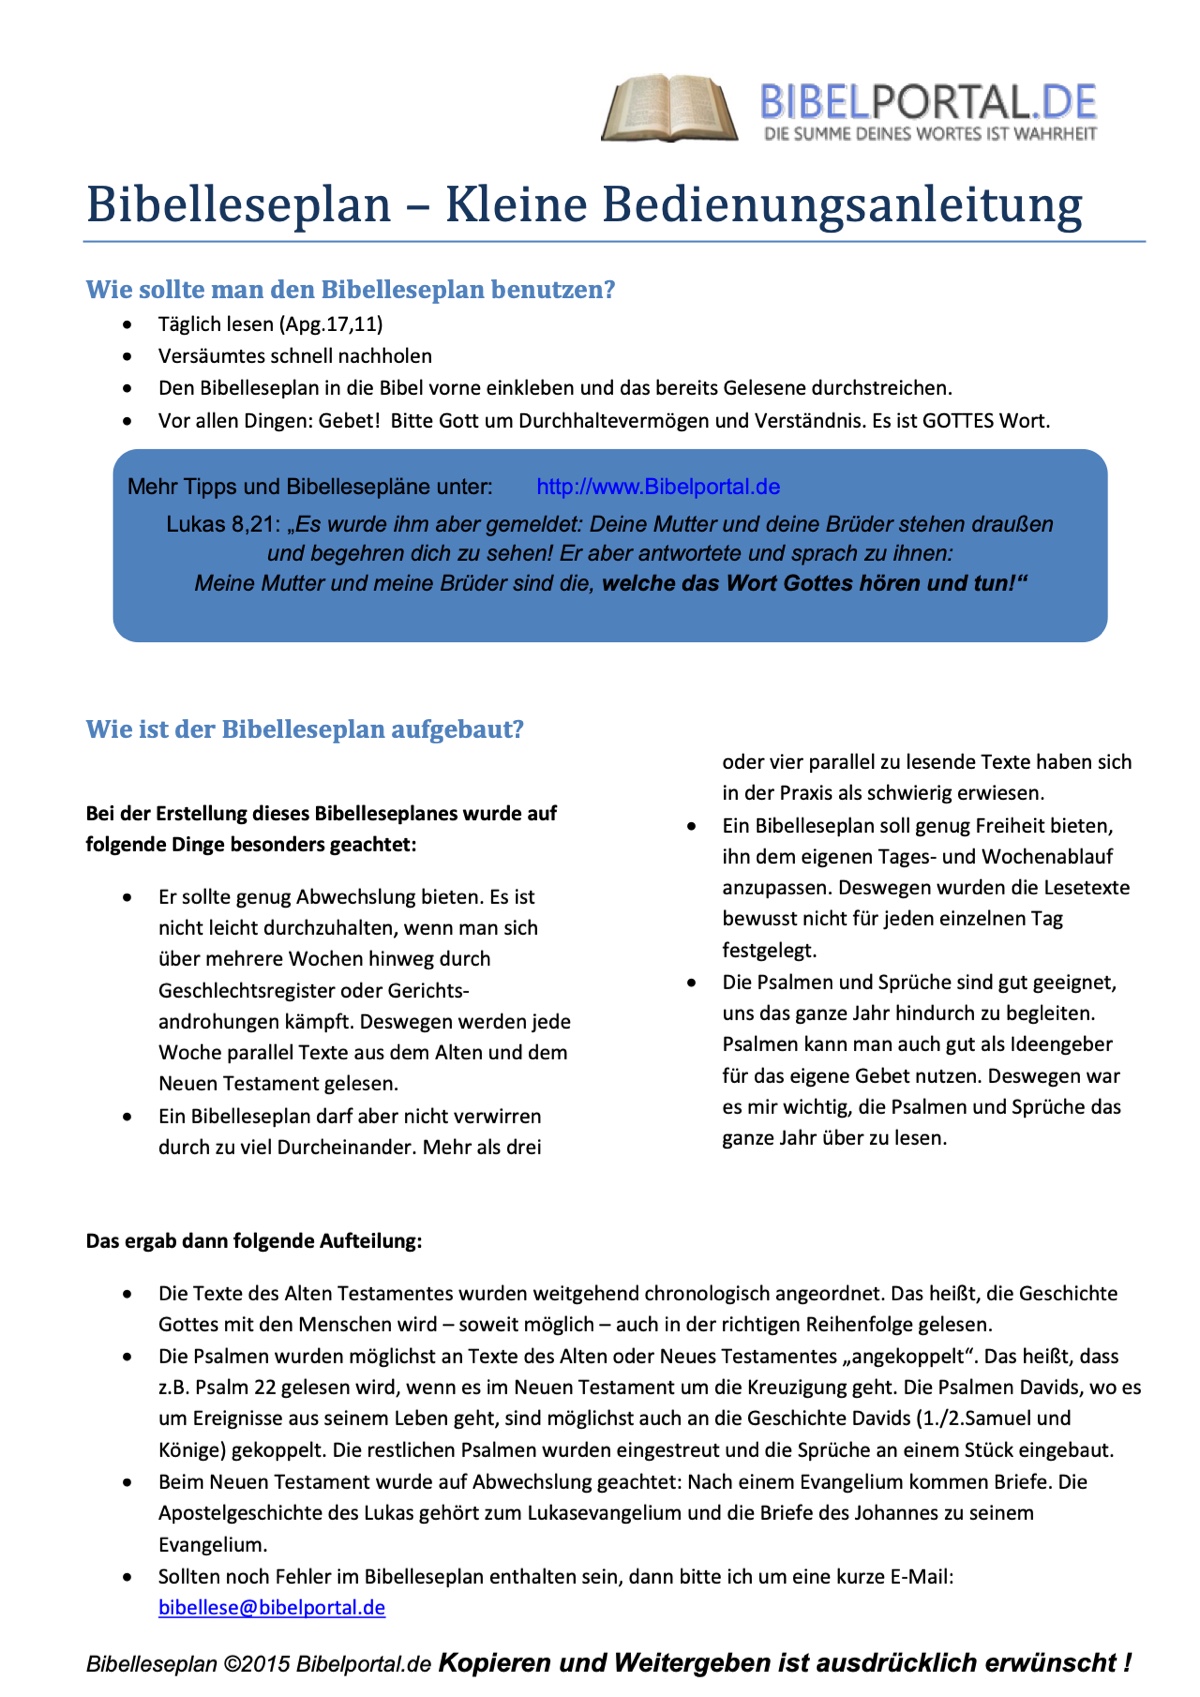 BIBELPORTAL.DE
DIE SUMME DEINES WORTES IST WAHRHEIT
Bibelleseplan – Kleine Bedienungsanleitung
Wie sollte man den Bibelleseplan benutzen?
• Täglich lesen (Apg.17,11)
• Versäumtes schnell nachholen
• Den Bibelleseplan in die Bibel vorne einkleben und das bereits Gelesene durchstreichen.
• Vor allen Dingen: Gebet! Bitte Gott um Durchhaltevermögen und Verständnis. Es ist GOTTES Wort.
Mehr Tipps und Bibellesepläne unter: http://www.Bibelportal.de
Lukas 8,21: „Es wurde ihm aber gemeldet: Deine Mutter und deine Brüder stehen draußen
und begehren dich zu sehen! Er aber antwortete und sprach zu ihnen:
Meine Mutter und meine Brüder sind die, welche das Wort Gottes hören und tun!“
Wie ist der Bibelleseplan aufgebaut?
Bei der Erstellung dieses Bibelleseplanes wurde auf
folgende Dinge besonders geachtet:
• Er sollte genug Abwechslung bieten. Es ist
nicht leicht durchzuhalten, wenn man sich
über mehrere Wochen hinweg durch
Geschlechtsregister oder Gerichts-
androhungen kämpft. Deswegen werden jede
Woche parallel Texte aus dem Alten und dem
Neuen Testament gelesen.
• Ein Bibelleseplan darf aber nicht verwirren
durch zu viel Durcheinander. Mehr als drei
oder vier parallel zu lesende Texte haben sich
in der Praxis als schwierig erwiesen.
• Ein Bibelleseplan soll genug Freiheit bieten,
ihn dem eigenen Tages- und Wochenablauf
anzupassen. Deswegen wurden die Lesetexte
bewusst nicht für jeden einzelnen Tag
festgelegt.
• Die Psalmen und Sprüche sind gut geeignet,
uns das ganze Jahr hindurch zu begleiten.
Psalmen kann man auch gut als Ideengeber
für das eigene Gebet nutzen. Deswegen war
es mir wichtig, die Psalmen und Sprüche das
ganze Jahr über zu lesen.
Das ergab dann folgende Aufteilung:
• Die Texte des Alten Testamentes wurden weitgehend chronologisch angeordnet. Das heißt, die Geschichte
Gottes mit den Menschen wird – soweit möglich – auch in der richtigen Reihenfolge gelesen.
• Die Psalmen wurden möglichst an Texte des Alten oder Neues Testamentes „angekoppelt“. Das heißt, dass
z.B. Psalm 22 gelesen wird, wenn es im Neuen Testament um die Kreuzigung geht. Die Psalmen Davids, wo es
um Ereignisse aus seinem Leben geht, sind möglichst auch an die Geschichte Davids (1./2.Samuel und
Könige) gekoppelt. Die restlichen Psalmen wurden eingestreut und die Sprüche an einem Stück eingebaut.
• Beim Neuen Testament wurde auf Abwechslung geachtet: Nach einem Evangelium kommen Briefe. Die
Apostelgeschichte des Lukas gehört zum Lukasevangelium und die Briefe des Johannes zu seinem
Evangelium.
• Sollten noch Fehler im Bibelleseplan enthalten sein, dann bitte ich um eine kurze E-Mail:
bibellese@bibelportal.de
Bibelleseplan ©2015 Bibelportal.de Kopieren und Weitergeben ist ausdrücklich erwünscht !